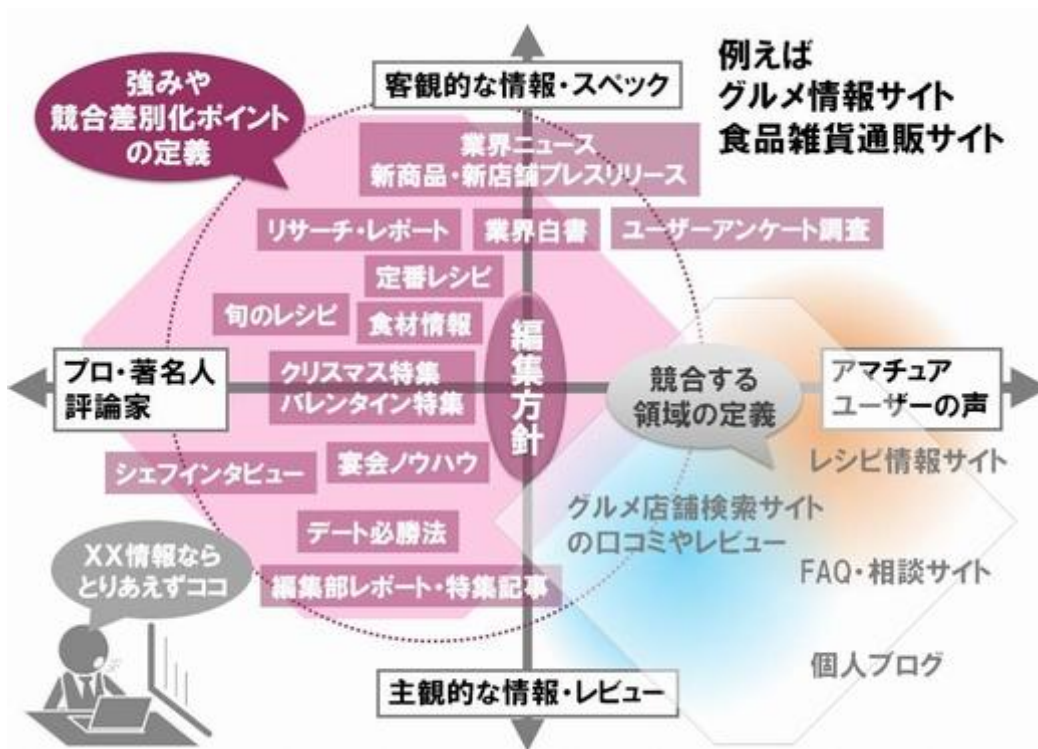 強みや
競合差別化ポイント
の定義
客観的な情報・スペック
例えば
グルメ情報サイト
食品雑貨通販サイト
業界ニュース
新商品・新店舗プレスリリース
リサーチ・レポート
業界白書
ユーザーアンケート調査
定番レシピ
旬のレシピ
食材情報
編集方針
プロ・著名人
評論家
クリスマス特集
バレンタイン特集
競合する
領域の定義
アマチュア
ユーザーの声
シェフインタビュー
宴会ノウハウ
レシピ情報サイト
グルメ店舗検索サイト
の口コミやレビュー
デート必勝法
FAQ・相談サイト
XX情報なら
とりあえずココ
編集部レポート・特集記事
個人ブログ
主観的な情報・レビュー